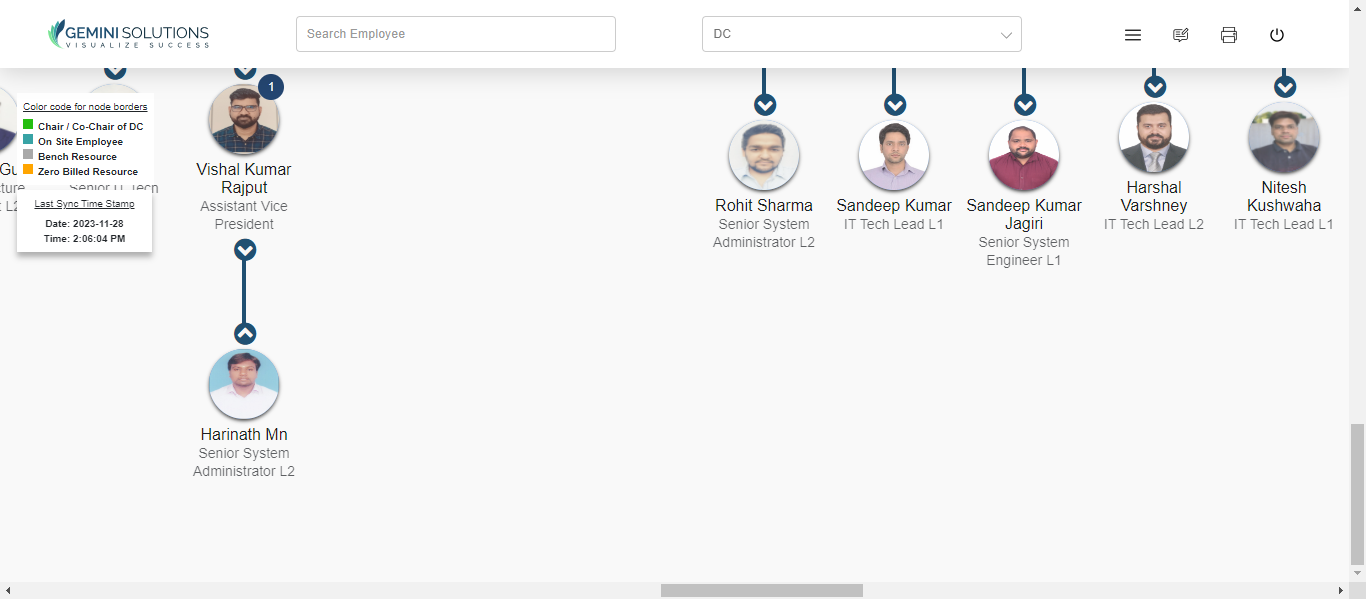 GEMINI SOLUTIONS
VISUALIZE SUCCESS
Search Employee
DC
1
Color code for node borders
Chair / Co-Chair of DC
On Site Employee
Bench Resource
Zero Billed Resource
Last Sync Time Stamp
Date: 2023-11-28
Time: 2:06:04 PM
Gu
cture
L2
Senior IT Tech
Vishal Kumar
Rajput
Assistant Vice
President
Harinath Mn
Senior System
Administrator L2
Rohit Sharma
Senior System
Administrator L2
Sandeep Kumar
IT Tech Lead L1
Sandeep Kumar
Jagiri
Senior System
Engineer L1
Harshal
Varshney
IT Tech Lead L2
Nitesh
Kushwaha
IT Tech Lead L1